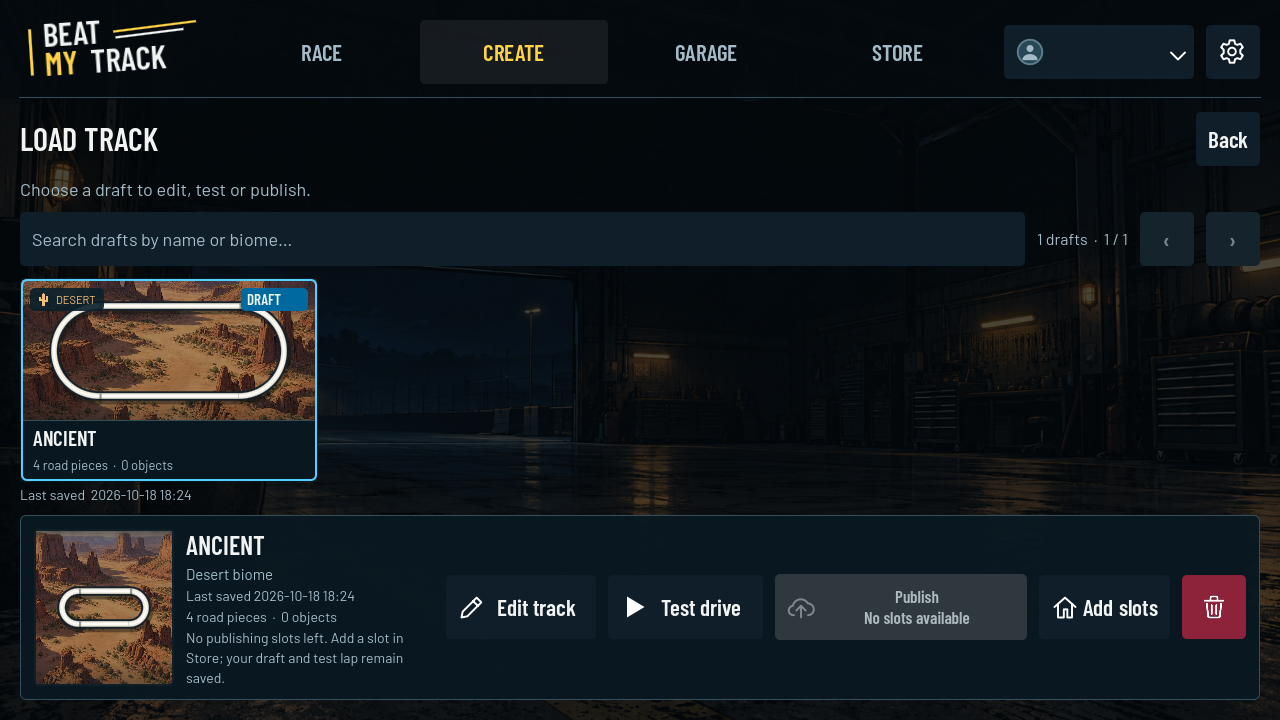 BEAT
MY TRACK
RACE
CREATE
GARAGE
STORE
LOAD TRACK
Back
Choose a draft to edit, test or publish.
Search drafts by name or biome...
1 drafts · 1 / 1
‹
›
DESERT
DRAFT
ANCIENT
4 road pieces · 0 objects
Last saved 2026-10-18 18:24
ANCIENT
Desert biome
Last saved 2026-10-18 18:24
4 road pieces · 0 objects
No publishing slots left. Add a slot in
Store; your draft and test lap remain
saved.
Edit track
Test drive
Publish
No slots available
Add slots